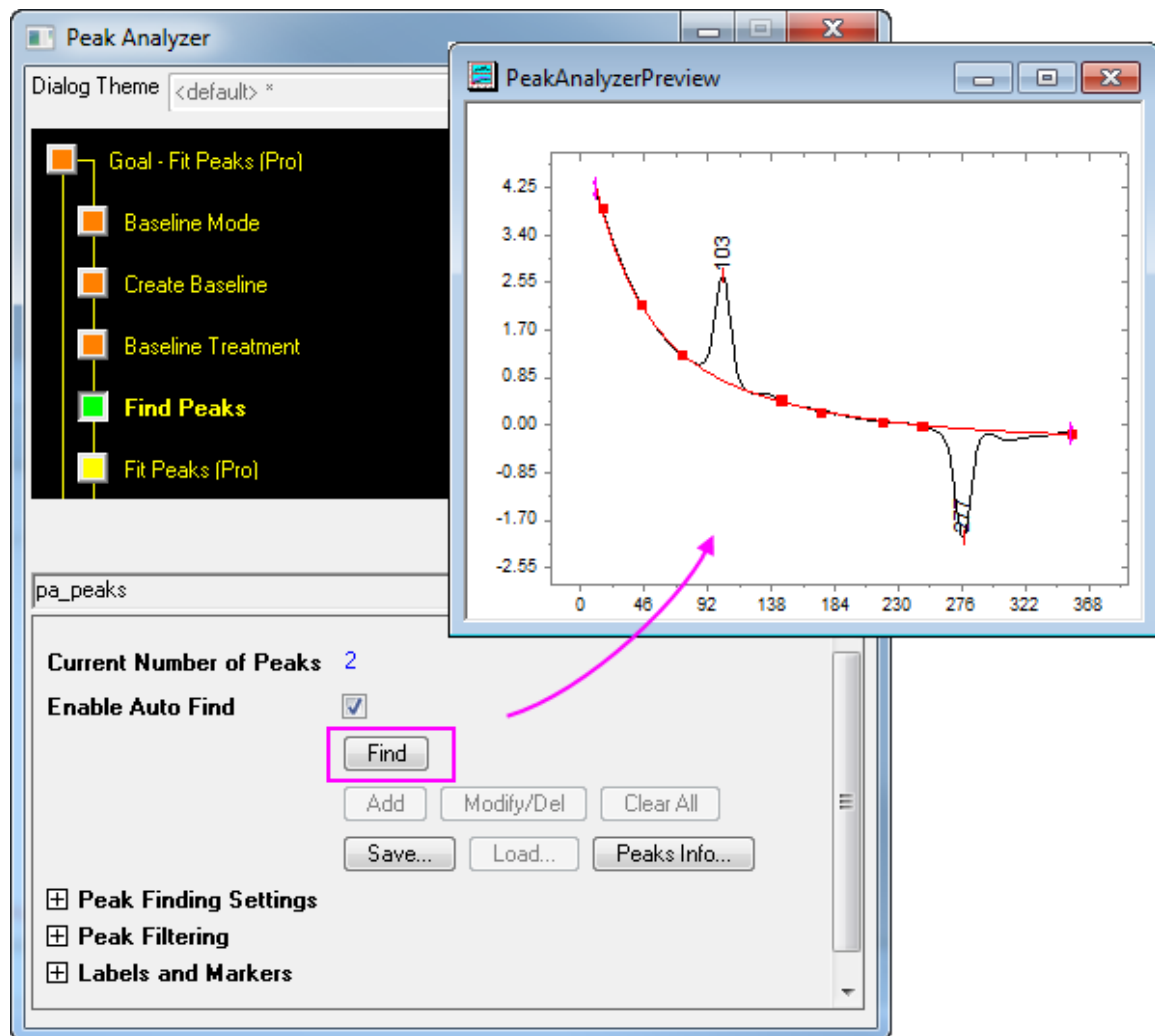 Peak Analyzer
Dialog Theme <default> *
Goal - Fit Peaks (Pro)
Baseline Mode
Create Baseline
Baseline Treatment
Find Peaks
Fit Peaks (Pro)
PeakAnalyzerPreview
4.25
3.40
2.55
1.70
0.85
0.00
-0.85
-1.70
-2.55
103
0 46 92 138 184 230 276 322 368
pa_peaks
Current Number of Peaks 2
Enable Auto Find
Find
Add Modify/Del Clear All
Save... Load... Peaks Info...
Peak Finding Settings
Peak Filtering
Labels and Markers